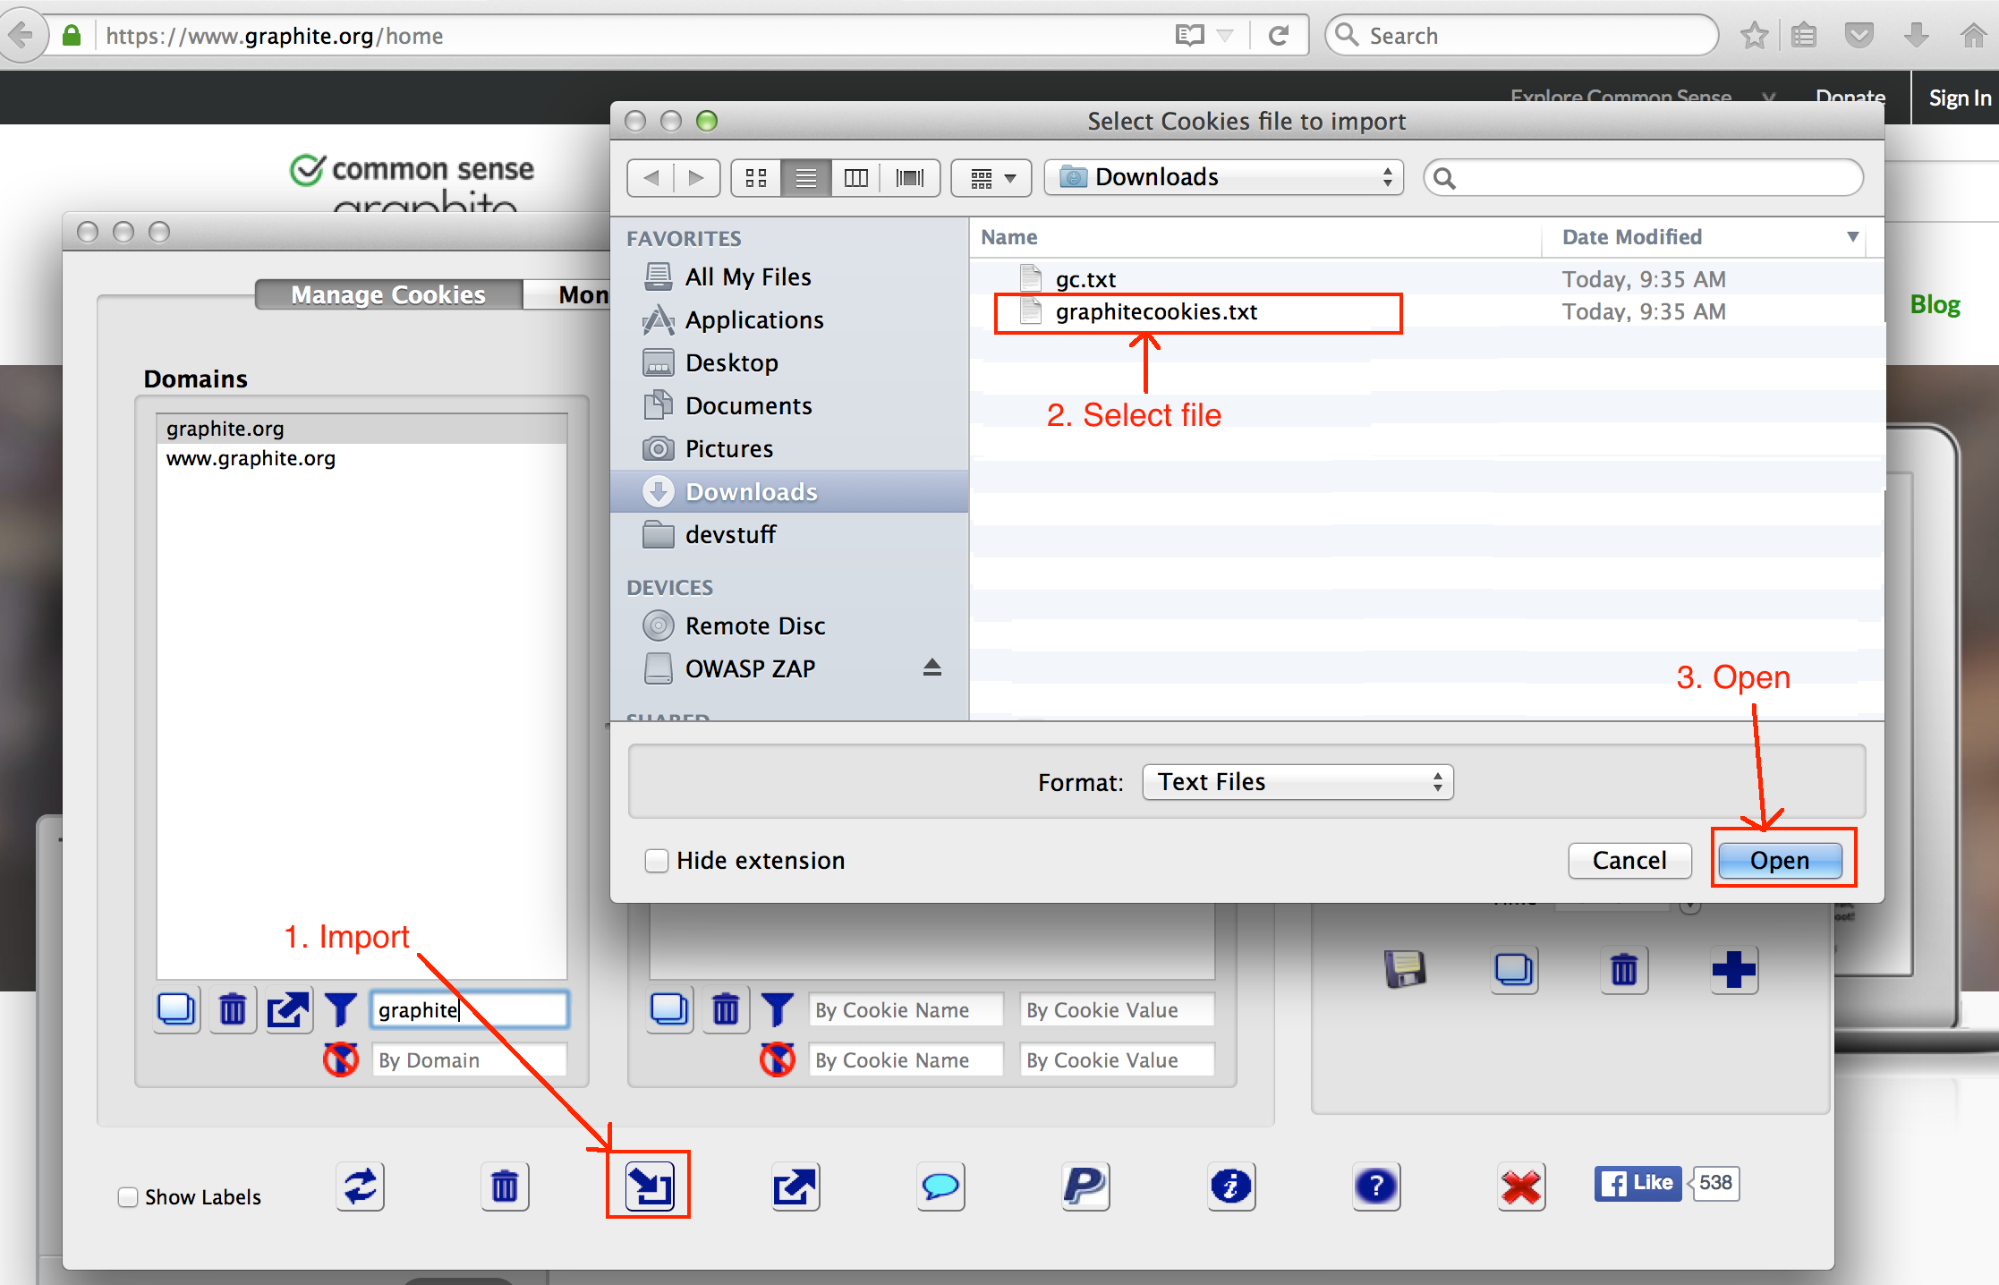 https://www.graphite.org/home
Search
Explore Common Sense
Donate
Sign In
common sense
graphite
Blog
Select Cookies file to import
Downloads
FAVORITES
All My Files
Applications
Desktop
Documents
Pictures
Downloads
devstuff
DEVICES
Remote Disc
OWASP ZAP
SHARED
Name
Date Modified
gc.txt
Today, 9:35 AM
graphitecookies.txt
Today, 9:35 AM
2. Select file
3. Open
Format:
Text Files
Hide extension
Cancel
Open
Manage Cookies
Mon
Domains
graphite.org
www.graphite.org
1. Import
graphite
By Domain
By Cookie Name
By Cookie Value
By Cookie Name
By Cookie Value
Show Labels
Like
538